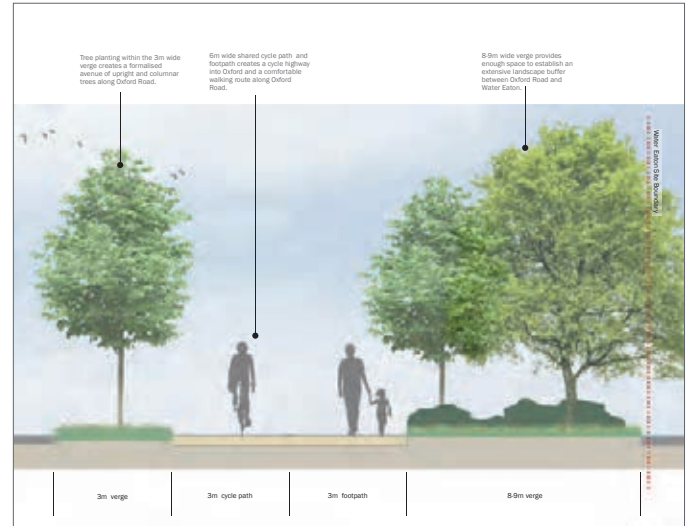 Tree planting within the 3m wide
verge creates a formalised
avenue of upright and columnar
trees along Oxford Road.
6m wide shared cycle path and
footpath creates a cycle highway
into Oxford and a comfortable
walking route along Oxford
Road.
8-9m wide verge provides
enough space to establish an
extensive landscape buffer
between Oxford Road and
Water Eaton.
Water Eaton Site Boundary
3m verge
3m cycle path
3m footpath
8-9m verge